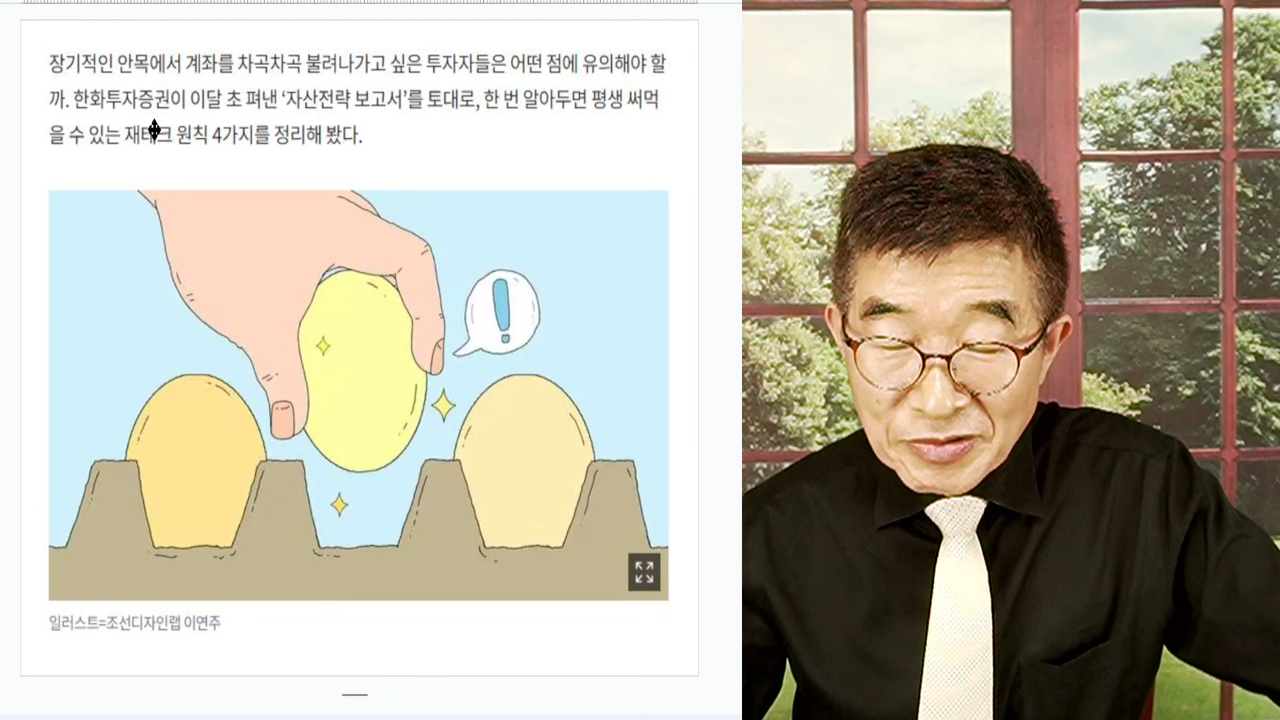 장기적인 안목에서 계좌를 차곡차곡 불려나가고 싶은 투자자들은 어떤 점에 유의해야 할
까. 한화투자증권이 이달 초 펴낸 ‘자산전략 보고서’를 토대로, 한 번 알아두면 평생 써먹
을 수 있는 재테크 원칙 4가지를 정리해 봤다.
!
일러스트=조선디자인랩 이연주